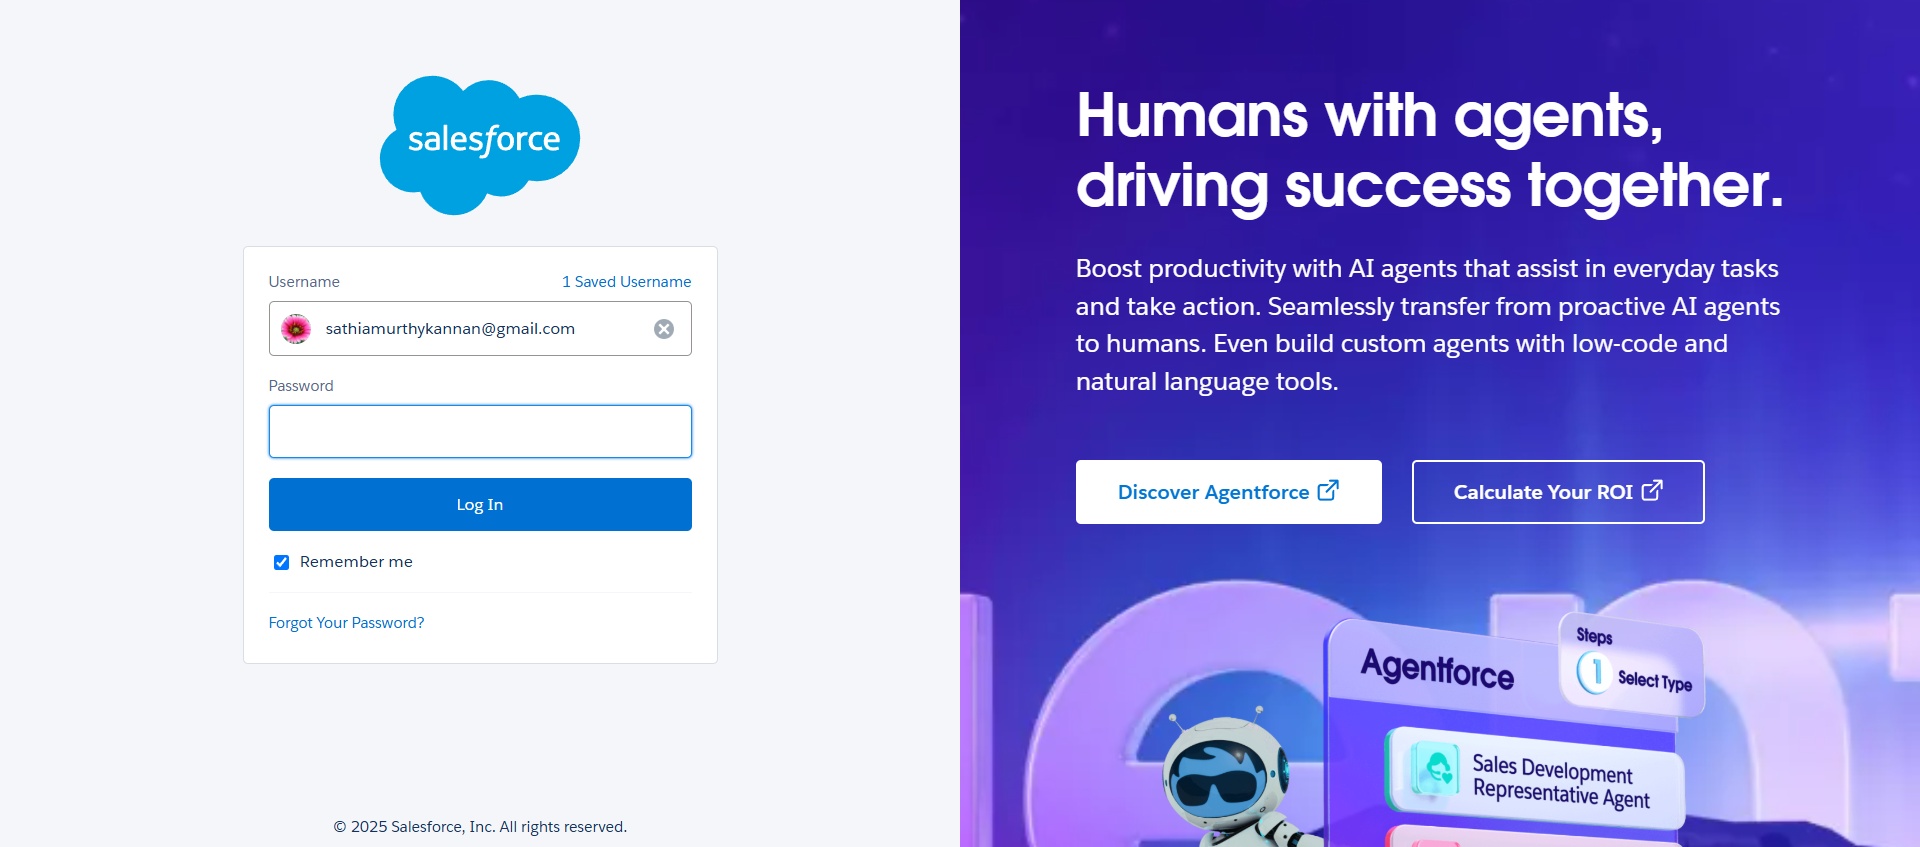 salesforce
Username
1 Saved Username
sathiamurthykannan@gmail.com
Password
Log In
Remember me
Forgot Your Password?
© 2025 Salesforce, Inc. All rights reserved.
Humans with agents,
driving success together.
Boost productivity with AI agents that assist in everyday tasks
and take action. Seamlessly transfer from proactive AI agents
to humans. Even build custom agents with low-code and
natural language tools.
Discover Agentforce
Calculate Your ROI
Agentforce
Steps
1
Select Type
Sales Development
Representative Agent